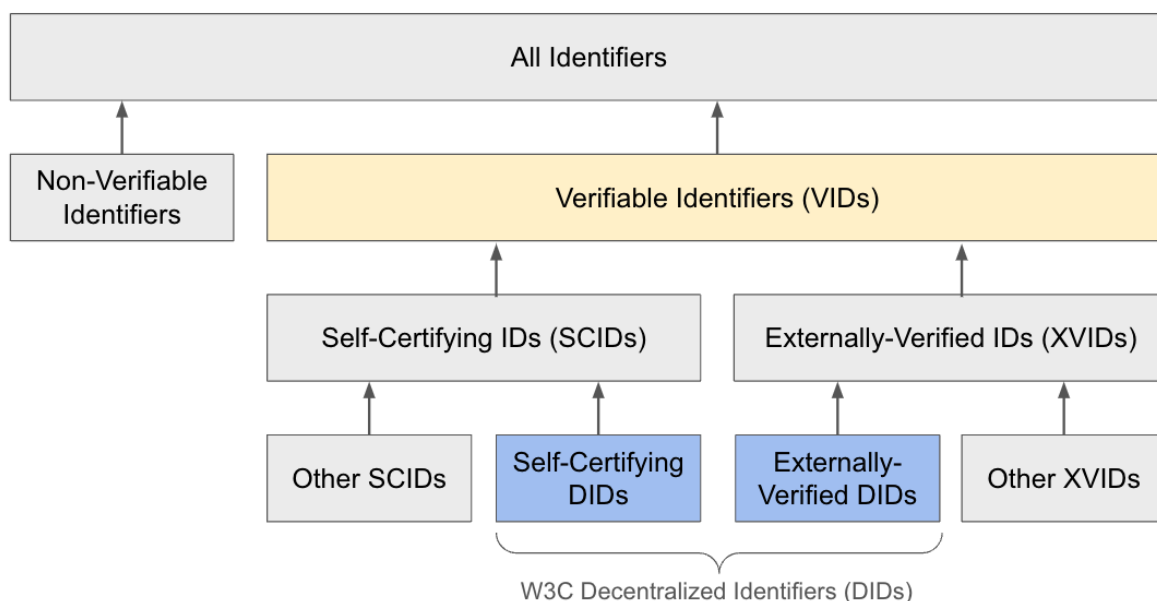 All Identifiers
Non-Verifiable
Identifiers
Verifiable Identifiers (VIDs)
Self-Certifying IDs (SCIDs)
Externally-Verified IDs (XVIDs)
Other SCIDs
Self-Certifying
DIDs
Externally-
Verified DIDs
Other XVIDs
W3C Decentralized Identifiers (DIDs)